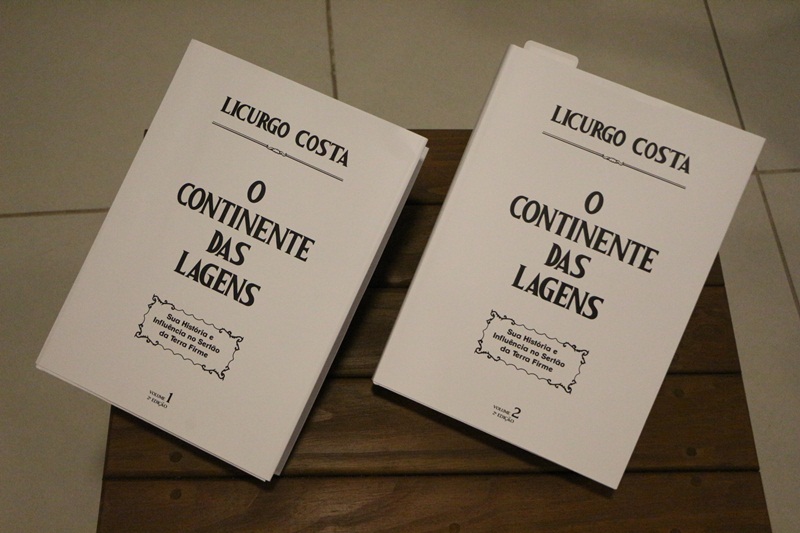 LICURGO COSTA
O
CONTINENTE
DAS
LAGENS
Sua História e
Influência no Sertão
da Terra Firme
VOLUME 1
2ª EDIÇÃO
LICURGO COSTA
O
CONTINENTE
DAS
LAGENS
Sua História e
Influência no Sertão
da Terra Firme
VOLUME 2
2ª EDIÇÃO